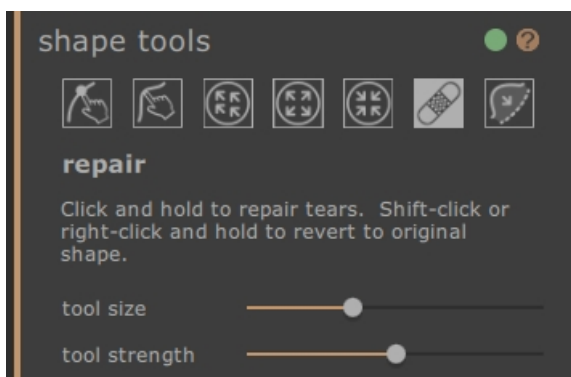 shape tools
repair
Click and hold to repair tears.  Shift-click or
right-click and hold to revert to original
shape.
tool size
tool strength